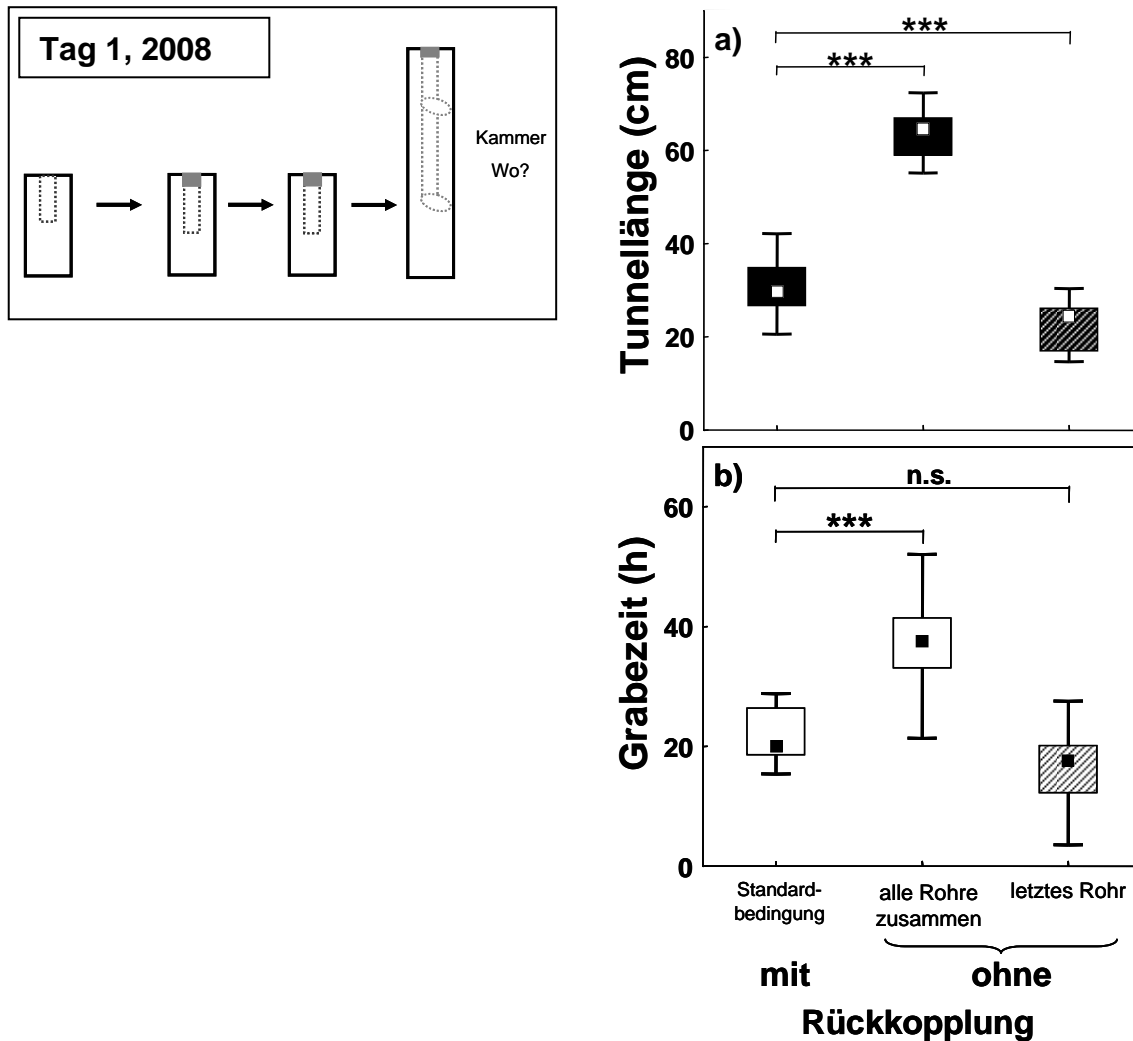 Tag 1, 2008
Kammer
Wo?
a)
***
***
Tunnellänge (cm)
80
60
40
20
0
b)
n.s.
***
Grabezeit (h)
60
40
20
0
Standard-
bedingung
alle Rohre
zusammen
letztes Rohr
mit
ohne
Rückkopplung